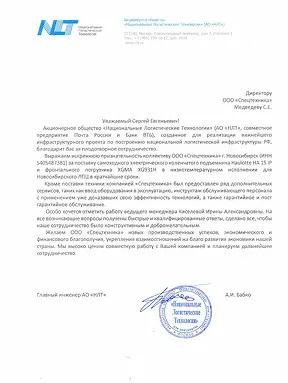 НЛТ
Национальные
Логистические
Технологии
Акционерное общество
«Национальные Логистические Технологии» (АО «НЛТ»)
Директору
ООО «Спецтехника»
Медведеву С.Е.
Уважаемый Сергей Евгеньевич!
Акционерное общество «Национальные Логистические Технологии» (АО «НЛТ»), совместное
предприятие Почта России и Банк ВТБ), созданное для реализации важнейшего
инфраструктурного проекта по построению национальной логистической инфраструктуры РФ,
благодарит Вас за плодотворное сотрудничество.
Выражаем искреннюю признательность коллективу ООО «Спецтехника» г. Новосибирск (ИНН
5405487381) за поставку самоходного электрического коленчатого подъемника Haulotte HA 15 IP
и фронтального погрузчика XGMA XG931H в низкотемпературном исполнении для
Новосибирского ЛПЦ в кратчайшие сроки.
Кроме поставки техники компанией «Спецтехника» был предоставлен ряд дополнительных
сервисов, таких как ввод оборудования в эксплуатация, инструктаж обслуживающего персонала
с применением уже доказавших свою эффективность технологий, а также гарантийное и пост
гарантийное обслуживание.
Особо хочется отметить работу ведущего менеджера Киселевой Ирины Александровны. На
все возникающие вопросы получены быстрые и квалифицированные ответы, сделано всё, чтобы
наше сотрудничество было конструктивным и доброжелательным.
Желаем ООО «Спецтехника» новых производственных успехов, экономического и
финансового благополучия, укрепления взаимоотношений на благо развития экономики нашей
страны. Мы высоко ценим совместную работу с Вашей компанией и планируем дальнейшее
сотрудничество.
Главный инженер АО «НЛТ»
А.И. Бабко
«Национальные
Логистические
Технологии»